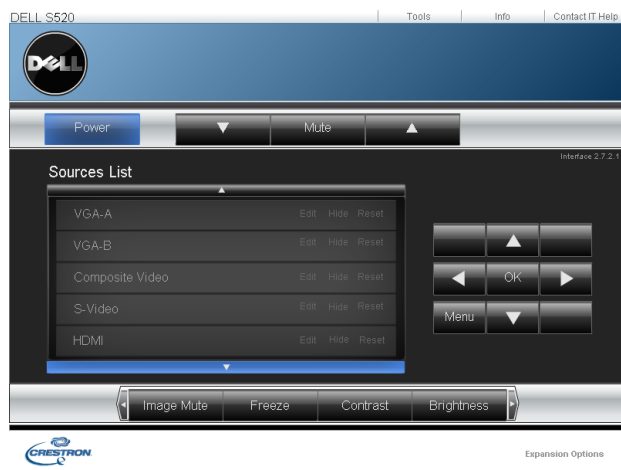 DELL S520 Tools Info Contact IT Help
DELL
Power Mute
Interface 2.7.2.1
Sources List
VGA-A Edit Hide Reset
VGA-B Edit Hide Reset
Composite Video Edit Hide Reset
S-Video Edit Hide Reset
HDMI Edit Hide Reset
OK
Menu
Image Mute Freeze Contrast Brightness
CRESTRON Expansion Options